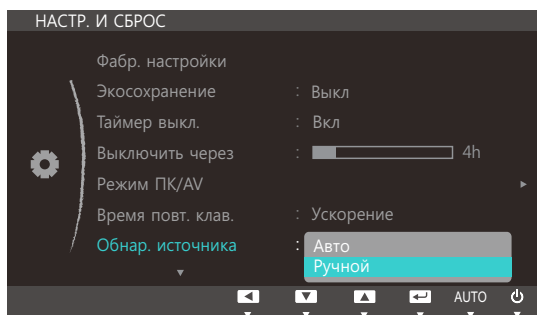 НАСТР. И СБРОС
Фабр. настройки
Экосохранение : Выкл
Таймер выкл. : Вкл
Выключить через : 4h
Режим ПК/AV
Время повт. клав. : Ускорение
Обнар. источника : Авто
Ручной
AUTO